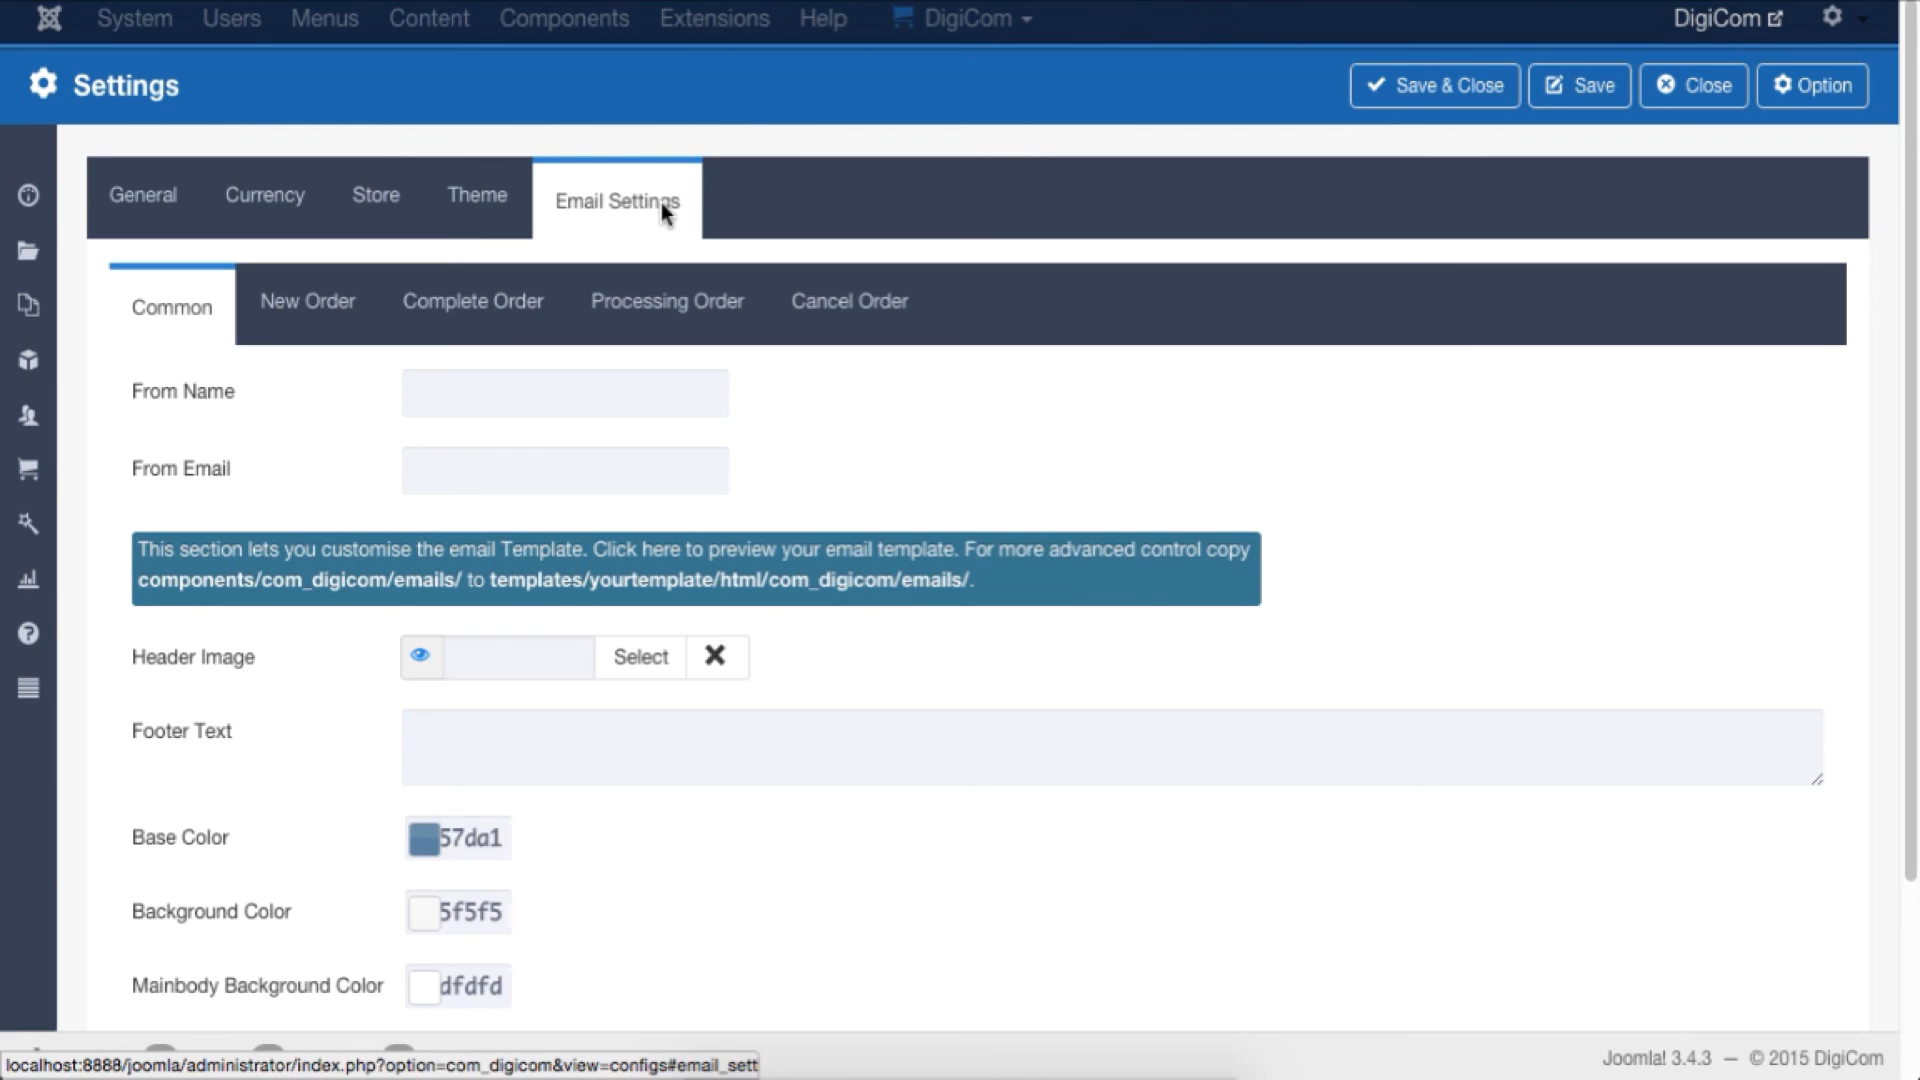 System Users Menus Content Components Extensions Help DigiCom DigiCom
Settings Save & Close Save Close Option
General Currency Store Theme Email Settings
Common New Order Complete Order Processing Order Cancel Order
From Name
From Email
This section lets you customise the email Template. Click here to preview your email template. For more advanced control copy
components/com_digicom/emails/ to templates/yourtemplate/html/com_digicom/emails/.
Header Image Select
Footer Text
Base Color 57da1
Background Color 5f5f5
Mainbody Background Color dfdfd
localhost:8888/joomla/administrator/index.php?option=com_digicom&view=configs#email_sett
Joomla! 3.4.3 — © 2015 DigiCom